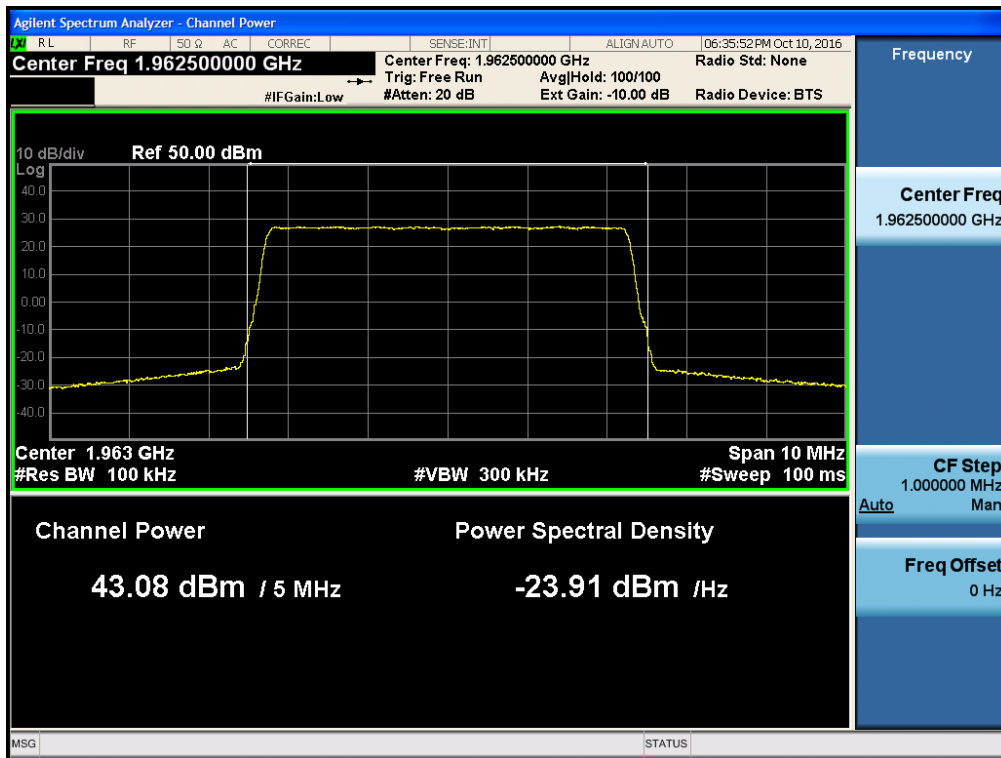 Agilent Spectrum Analyzer - Channel Power
LXI RL RF 50 Ω AC CORREC SENSE:INT ALIGN AUTO 06:35:52 PM Oct 10, 2016
Center Freq 1.962500000 GHz
#IFGain:Low
Center Freq: 1.962500000 GHz
Trig: Free Run Avg|Hold: 100/100
#Atten: 20 dB Ext Gain: -10.00 dB
Radio Std: None
Radio Device: BTS
10 dB/div Ref 50.00 dBm
Log
40.0
30.0
20.0
10.0
0.00
-10.0
-20.0
-30.0
-40.0
Center 1.963 GHz Span 10 MHz
#Res BW 100 kHz #VBW 300 kHz #Sweep 100 ms
Channel Power Power Spectral Density
43.08 dBm / 5 MHz -23.91 dBm /Hz
Frequency
Center Freq
1.962500000 GHz
CF Step
1.000000 MHz
Auto Man
Freq Offset
0 Hz
MSG STATUS